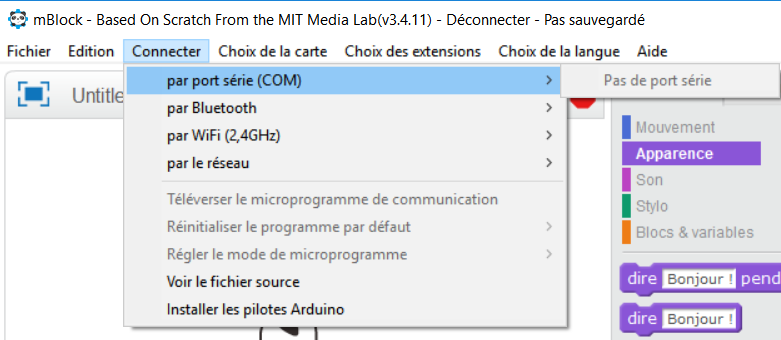 mBlock - Based On Scratch From the MIT Media Lab(v3.4.11) - Déconnecter - Pas sauvegardé
Fichier Edition Connecter Choix de la carte Choix des extensions Choix de la langue Aide
par port série (COM) Pas de port série
par Bluetooth
par WiFi (2,4GHz)
par le réseau
Téléverser le microprogramme de communication
Réinitialiser le programme par défaut
Régler le mode de microprogramme
Voir le fichier source
Installer les pilotes Arduino
Mouvement
Apparence
Son
Stylo
Blocs & variables
dire Bonjour !
dire Bonjour !